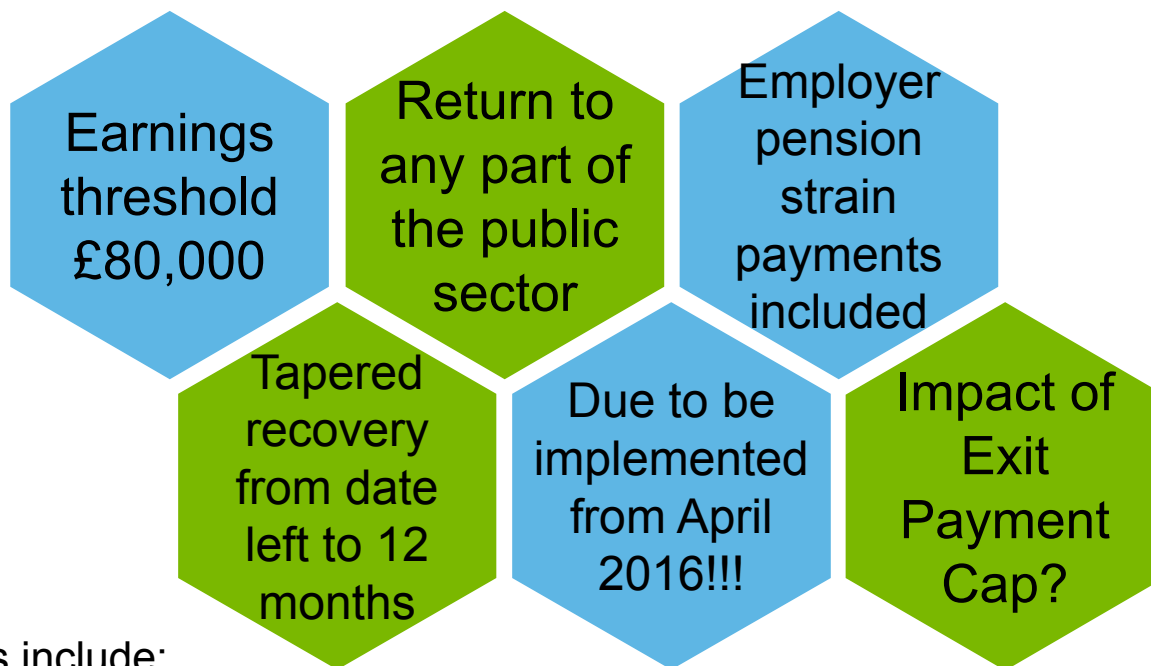 Earnings
threshold
£80,000
Return to
any part of
the public
sector
Employer
pension
strain
payments
included
Tapered
recovery
from date
left to 12
months
Due to be
implemented
from April
2016!!!
Impact of
Exit
Payment
Cap?
s include: